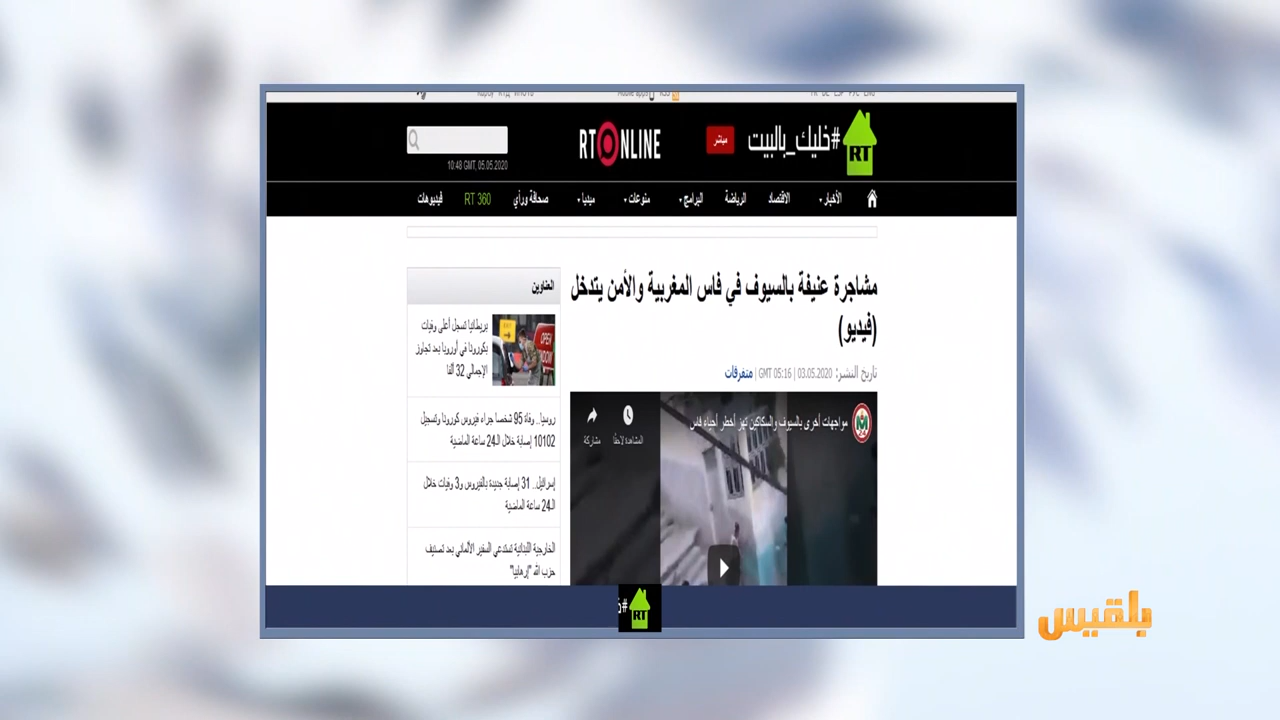 #خليك_بالبيت
RT
مباشر
RT ONLINE
10:48 GMT, 05.05.2020
الأخبار
الاقتصاد
الرياضة
البرامج
منوعات
ميديا
صحافة ورأي
RT 360
فيديوهات
مشاجرة عنيفة بالسيوف في فاس المغربية والأمن يتدخل
(فيديو)
تاريخ النشر: 03.05.2020 | 05:16 GMT | متفرقات
مواجهات أخرى بالسيوف والسكاكين تهز أخطر أحياء فاس
المشاهدة لاحقًا
مشاركة
العناوين
بريطانيا تسجل أعلى وفيات
بكورونا في أوروبا بعد تجاوز
الإجمالي 32 ألفا
روسيا.. وفاة 95 شخصا جراء فيروس كورونا وتسجيل
10102 إصابة خلال الـ24 ساعة الماضية
إسرائيل.. 31 إصابة جديدة بالفيروس و3 وفيات خلال
الـ24 ساعة الماضية
الخارجية اللبنانية تستدعي السفير الألماني بعد تصنيف
حزب الله "إرهابيا"
RT
بلقيس